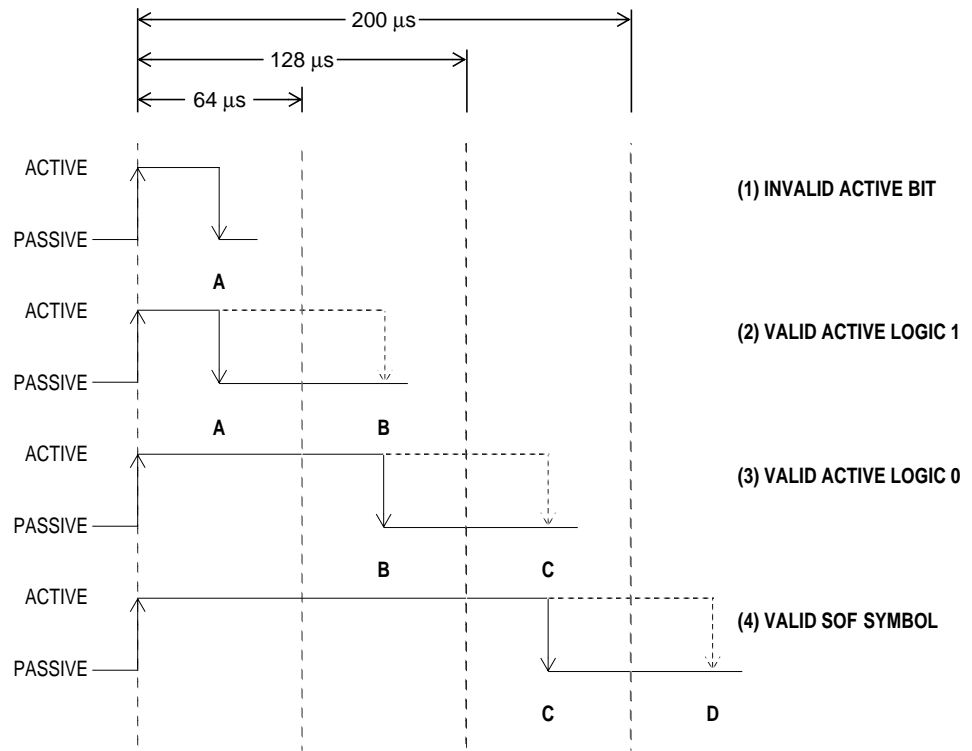 200 μs
128 μs
64 μs
ACTIVE
(1) INVALID ACTIVE BIT
PASSIVE
A
ACTIVE
(2) VALID ACTIVE LOGIC 1
PASSIVE
A B
ACTIVE
(3) VALID ACTIVE LOGIC 0
PASSIVE
B C
ACTIVE
(4) VALID SOF SYMBOL
PASSIVE
C D